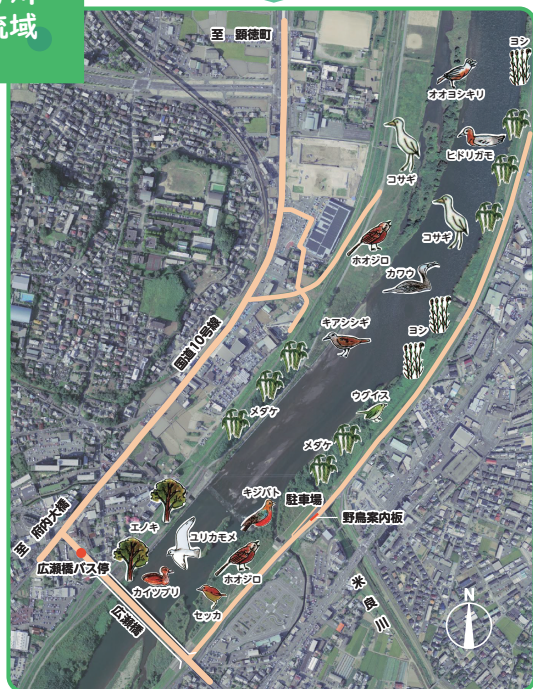 流域
至 顕徳町
ヨシ
オオヨシキリ
ヒドリガモ
コサギ
コサギ
ホオジロ
カワウ
国道10号線
キアシシギ
ヨシ
メダケ
ウグイス
メダケ
キジバト
駐車場
エノキ
野鳥案内板
ユリカモメ
至 府内大橋
広瀬橋バス停
カイツブリ
ホオジロ
セッカ
広瀬橋
米良川
N